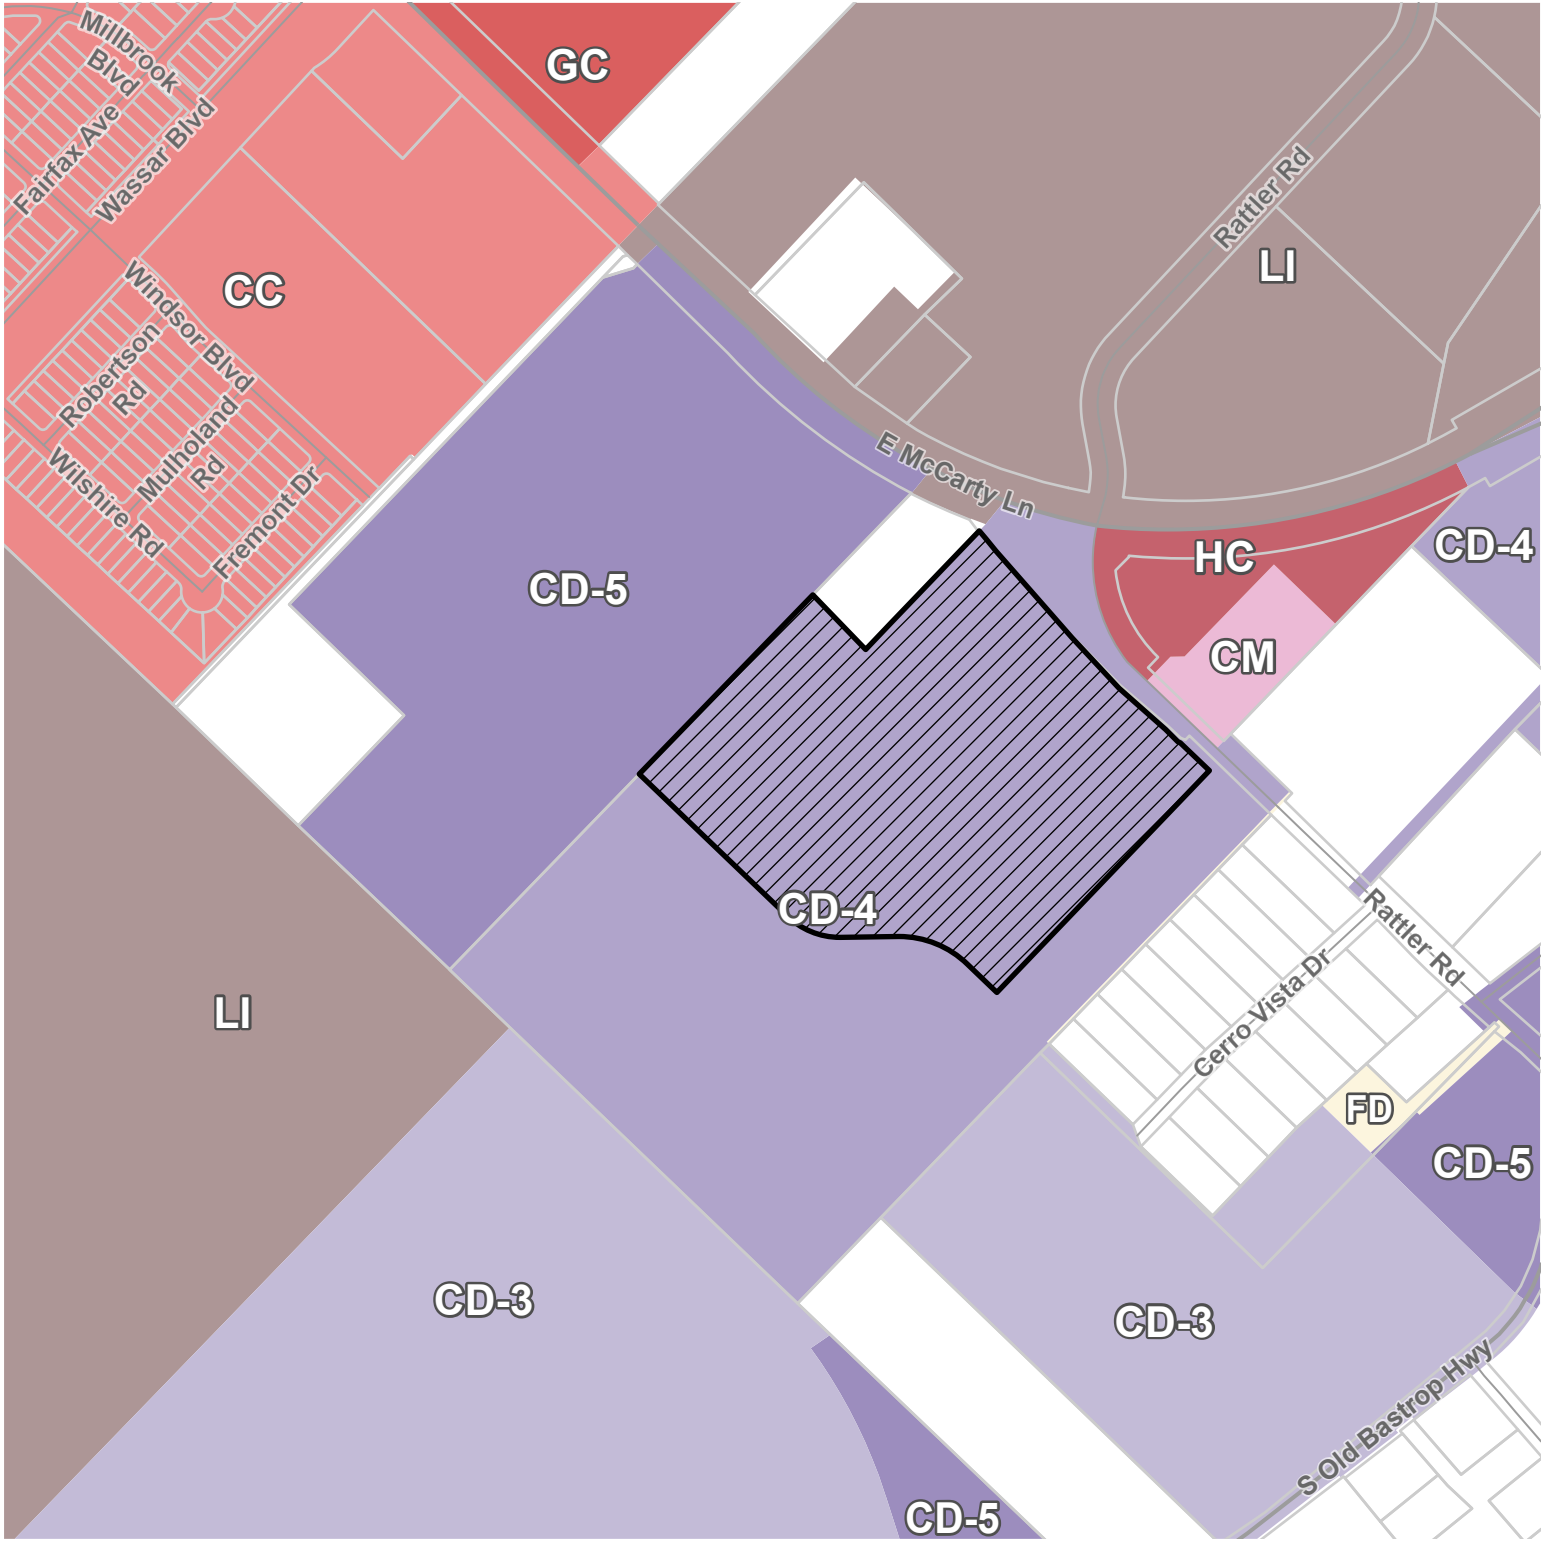 Millbrook
Blvd
Fairfax Ave
Wassar Blvd
GC
CC
Windsor Blvd
Robertson
Rd
Mulholand
Rd
Wilshire Rd
Fremont Dr
Rattler Rd
LI
E McCarty Ln
CD-5
HC
CD-4
CM
CD-4
Rattler Rd
Cerro Vista Dr
LI
FD
CD-5
CD-3
CD-3
S Old Bastrop Hwy
CD-5